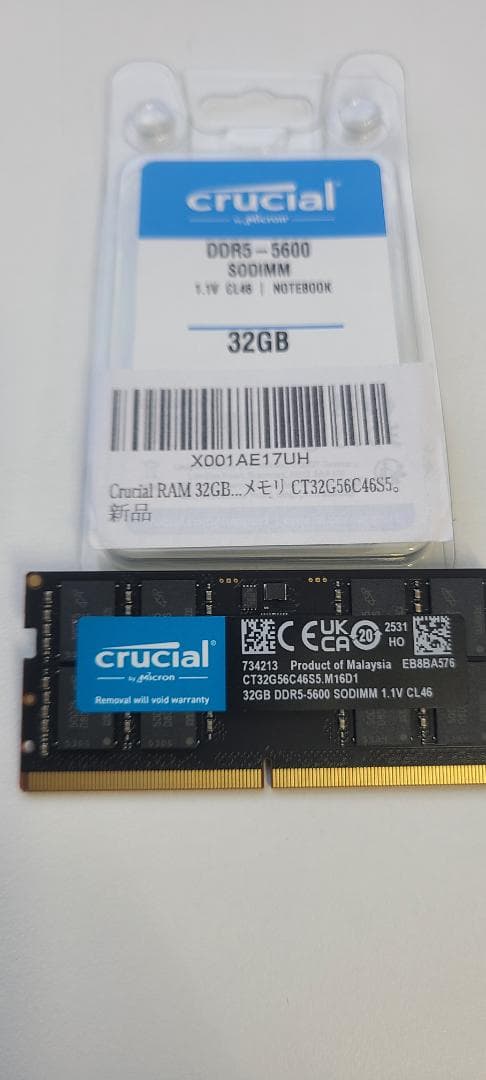 crucial
by Micron
DDR5-5600
SODIMM
1.1V CL46 | NOTEBOOK
32GB
X001AE17UH
Crucial RAM 32GB...メモリ CT32G56C46S5。
新品
crucial
by Micron
Removal will void warranty
CE UKCA 20 2531
HO
734213 Product of Malaysia EB8BA576
CT32G56C46S5.M16D1
32GB DDR5-5600 SODIMM 1.1V CL46